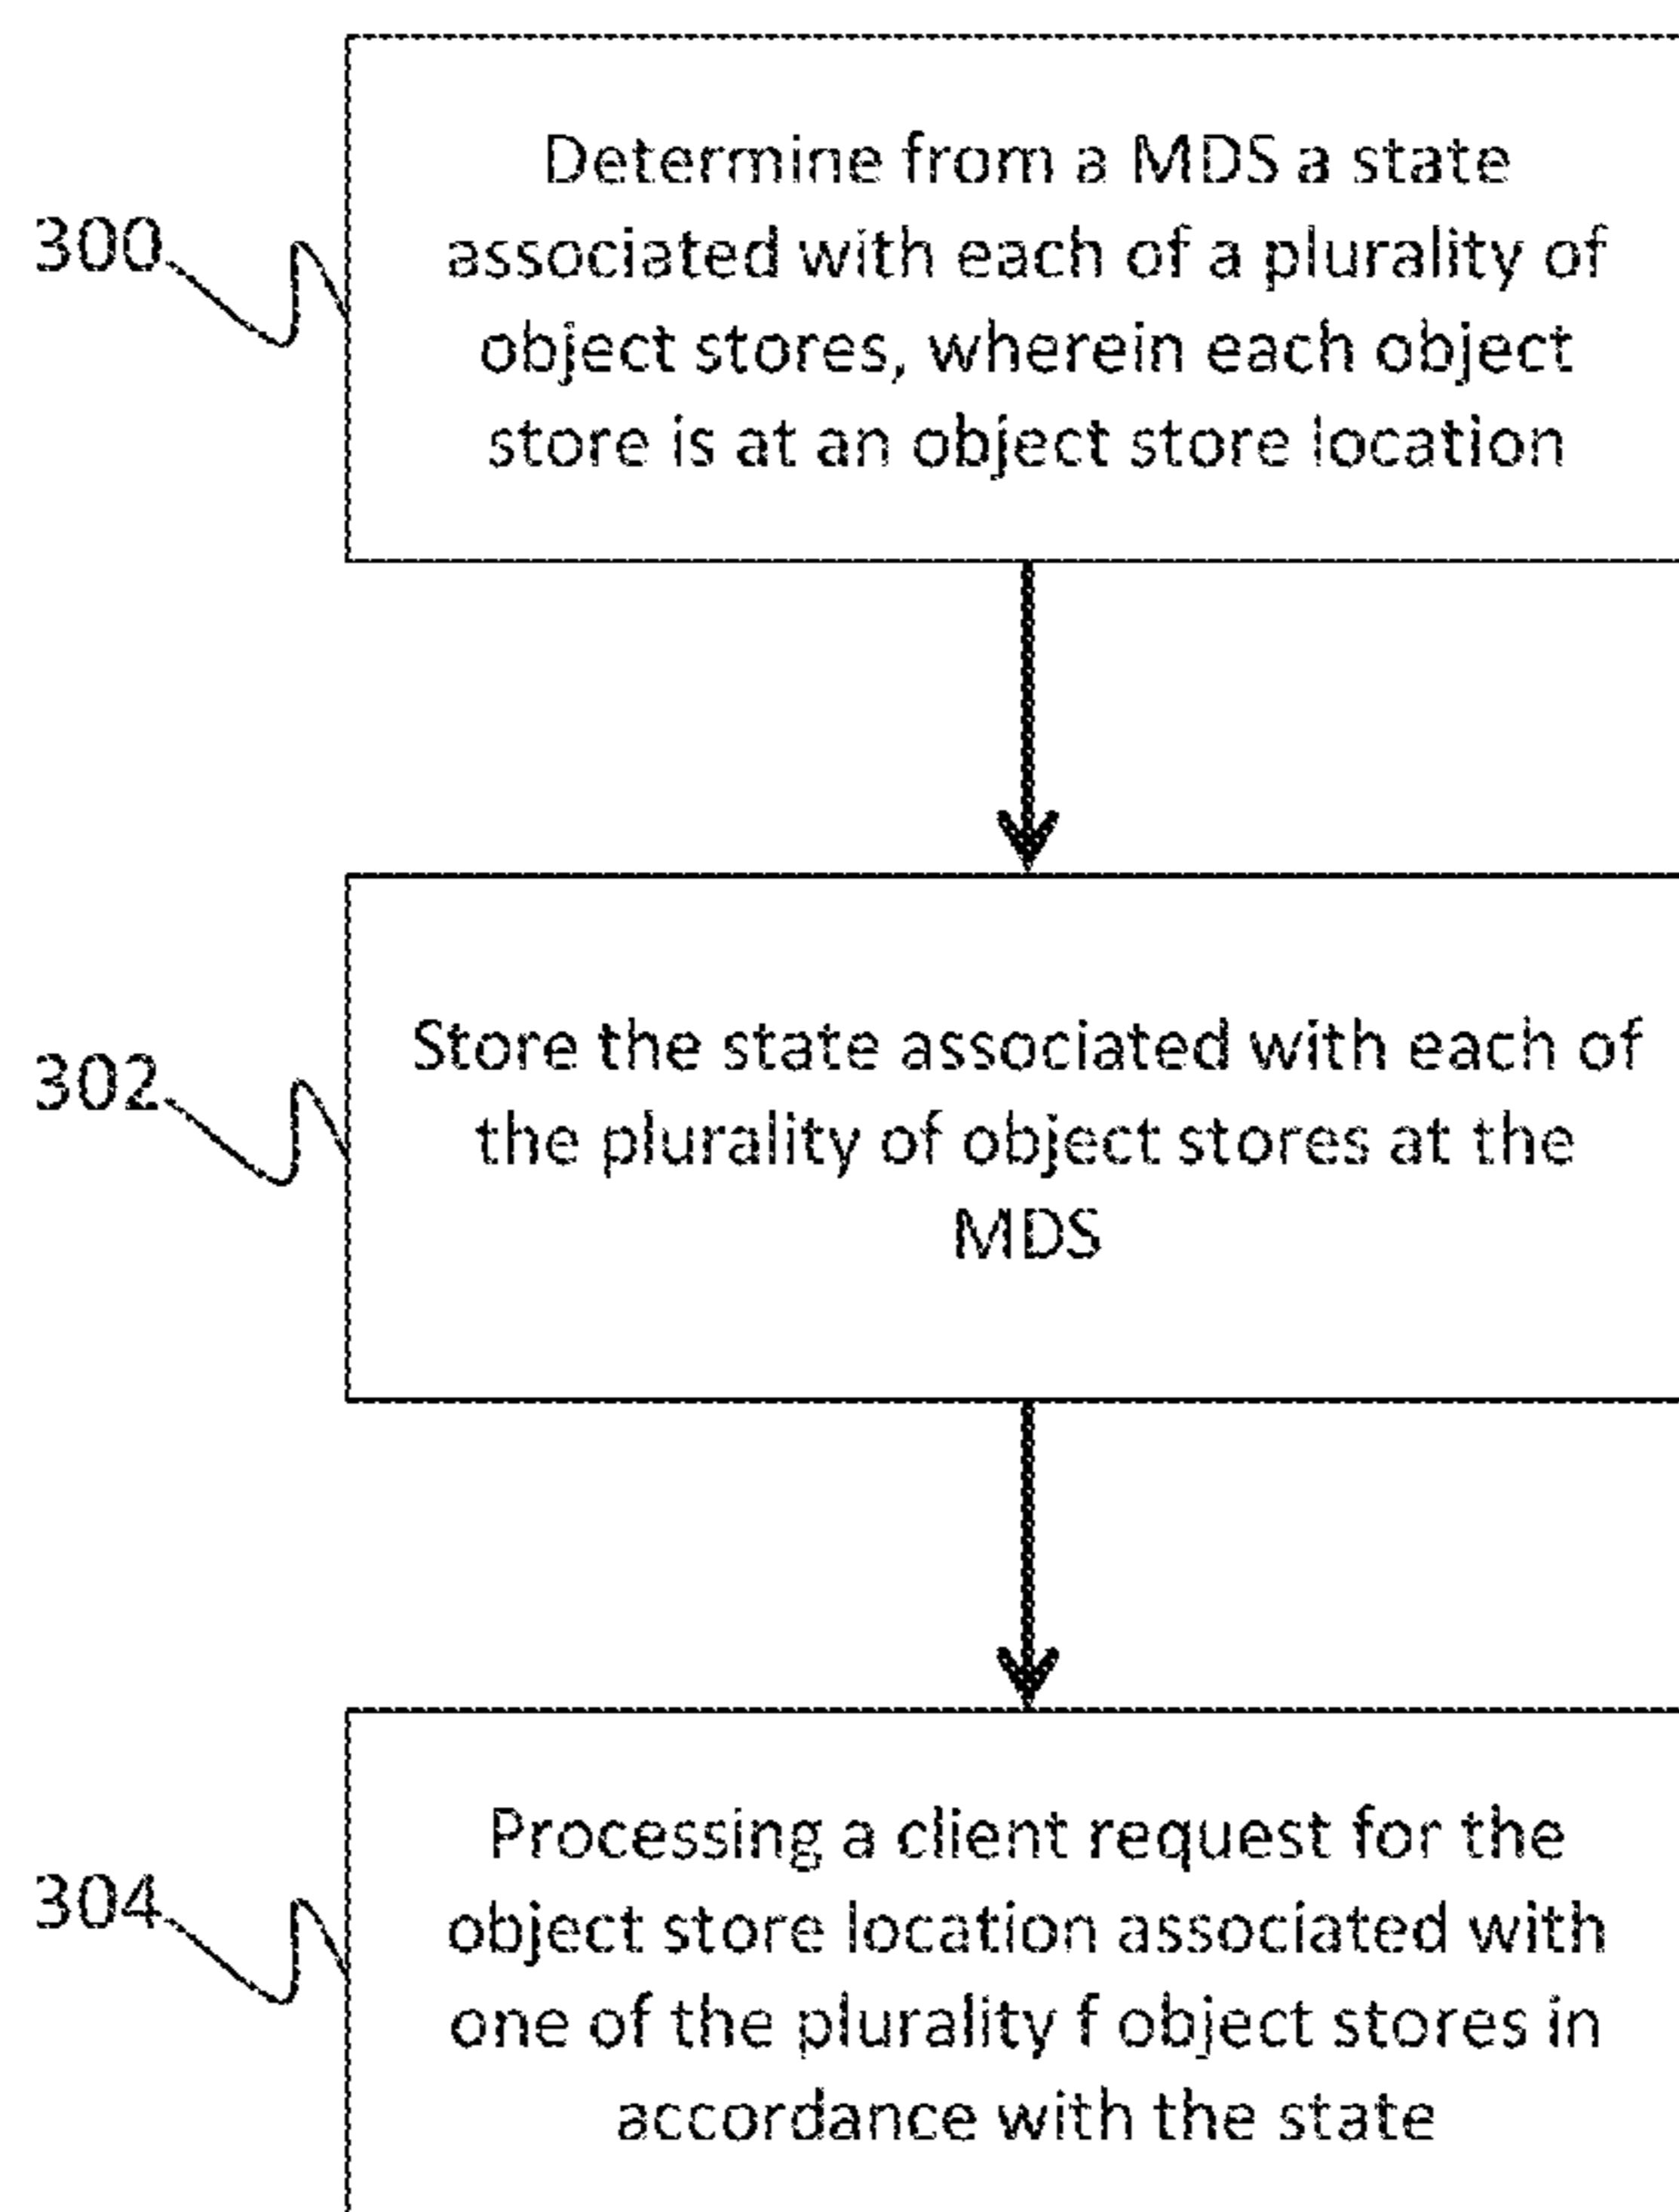 Determine from a MDS a state
300 associated with each of a plurality of
object stores, wherein each object
store is at an object store location
Store the state associated with each of
302 the plurality of object stores at the
MDS
Processing a client request for the
304 object store location associated with
one of the plurality f object stores in
accordance with the state